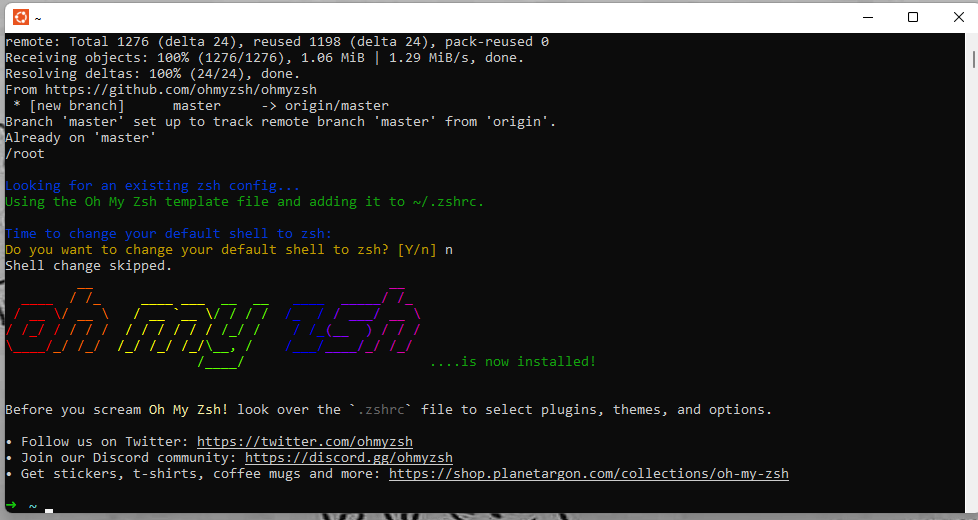 ~
remote: Total 1276 (delta 24), reused 1198 (delta 24), pack-reused 0
Receiving objects: 100% (1276/1276), 1.06 MiB | 1.29 MiB/s, done.
Resolving deltas: 100% (24/24), done.
From https://github.com/ohmyzsh/ohmyzsh
 * [new branch]      master     -> origin/master
Branch 'master' set up to track remote branch 'master' from 'origin'.
Already on 'master'
/root
Looking for an existing zsh config...
Using the Oh My Zsh template file and adding it to ~/.zshrc.
Time to change your default shell to zsh:
Do you want to change your default shell to zsh? [Y/n] n
Shell change skipped.
oh my zsh
....is now installed!
Before you scream Oh My Zsh! look over the `.zshrc` file to select plugins, themes, and options.
• Follow us on Twitter: https://twitter.com/ohmyzsh
• Join our Discord community: https://discord.gg/ohmyzsh
• Get stickers, t-shirts, coffee mugs and more: https://shop.planetargon.com/collections/oh-my-zsh
➜  ~